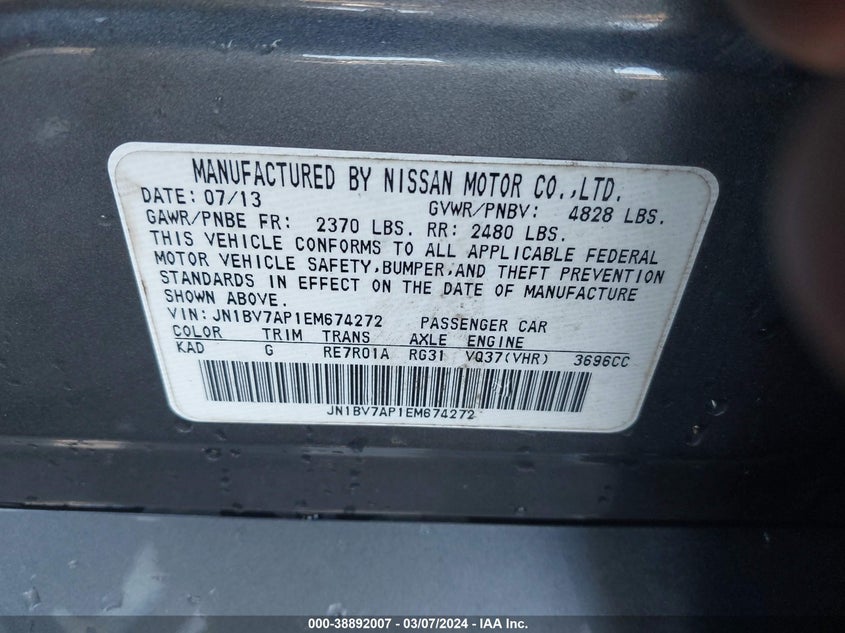 MANUFACTURED BY NISSAN MOTOR CO.,LTD.
DATE: 07/13 GVWR/PNBV: 4828 LBS.
GAWR/PNBE FR: 2370 LBS. RR: 2480 LBS.
THIS VEHICLE CONFORMS TO ALL APPLICABLE FEDERAL
MOTOR VEHICLE SAFETY,BUMPER,AND THEFT PREVENTION
STANDARDS IN EFFECT ON THE DATE OF MANUFACTURE
SHOWN ABOVE.
VIN:JN1BV7AP1EM674272 PASSENGER CAR
COLOR TRIM TRANS AXLE ENGINE
KAD G RE7R01A RG31 VQ37(VHR) 3696CC
JN1BV7AP1EM674272
000-38892007 - 03/07/2024 - IAA Inc.